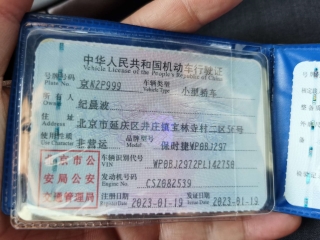 中华人民共和国机动车行驶证
Vehicle License of the People's Republic of China
号牌号码 京NZP999 车辆类型 小型轿车
Plate No. Vehicle Type
所有人 纪晨波
Owner
住址 北京市延庆区井庄镇宝林寺村二区56号
Address
使用性质 非营运 品牌型号 保时捷WP0BJ297
Use Character Model
北京市公 车辆识别代号 WP0BJ297ZPL142758
VIN
安局公安 发动机号码 CSZ082539
Engine No.
交通管理局 注册日期 2023-01-19 发证日期 2023-01-19
Register Date Issue Date